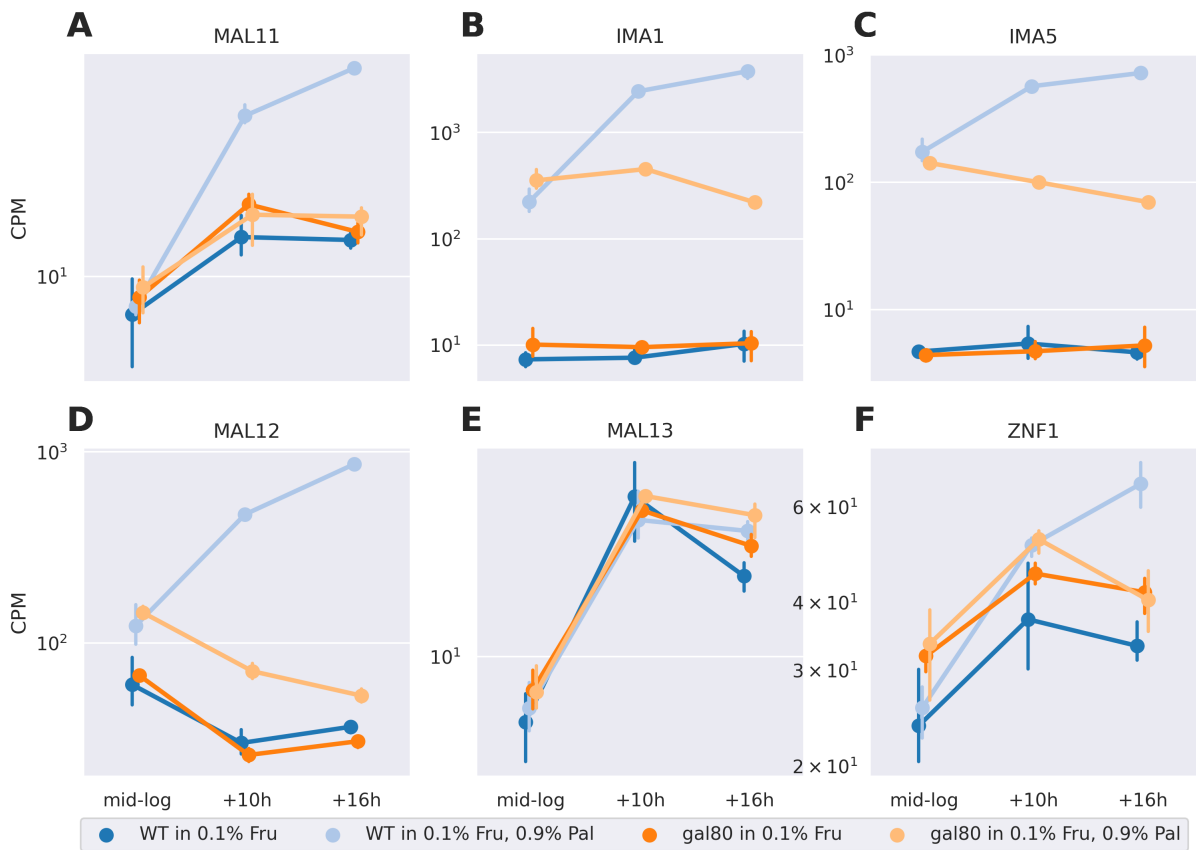 A
MAL11
B
IMA1
C
IMA5
CPM
10¹
10³
10²
10¹
10³
10²
10¹
D
MAL12
E
MAL13
F
ZNF1
CPM
10³
10²
10¹
6 × 10¹
4 × 10¹
3 × 10¹
2 × 10¹
mid-log +10h +16h
mid-log +10h +16h
mid-log +10h +16h
WT in 0.1% Fru WT in 0.1% Fru, 0.9% Pal gal80 in 0.1% Fru gal80 in 0.1% Fru, 0.9% Pal